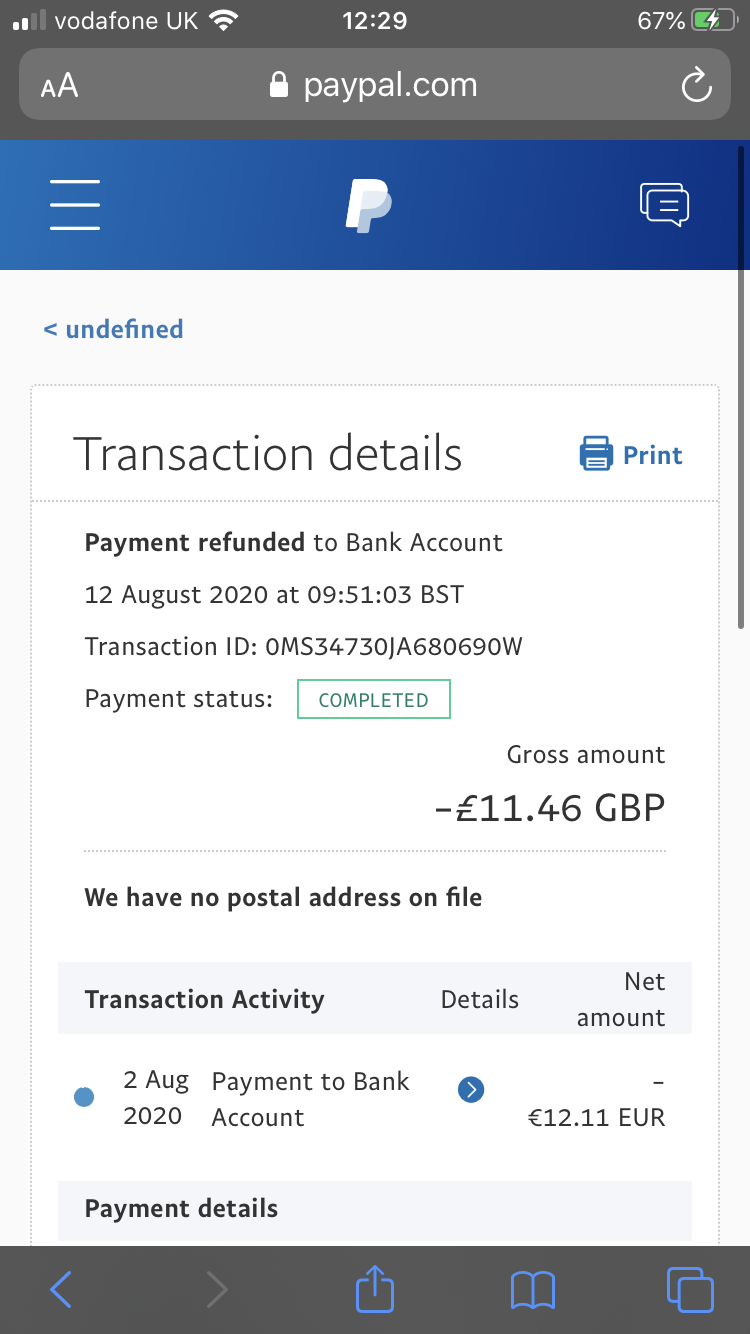 vodafone UK 12:29 67%
AA paypal.com
< undefined
Transaction details Print
Payment refunded to Bank Account
12 August 2020 at 09:51:03 BST
Transaction ID: 0MS34730JA680690W
Payment status: COMPLETED
Gross amount
–£11.46 GBP
We have no postal address on file
Transaction Activity Details Net
amount
2 Aug Payment to Bank –
2020 Account €12.11 EUR
Payment details